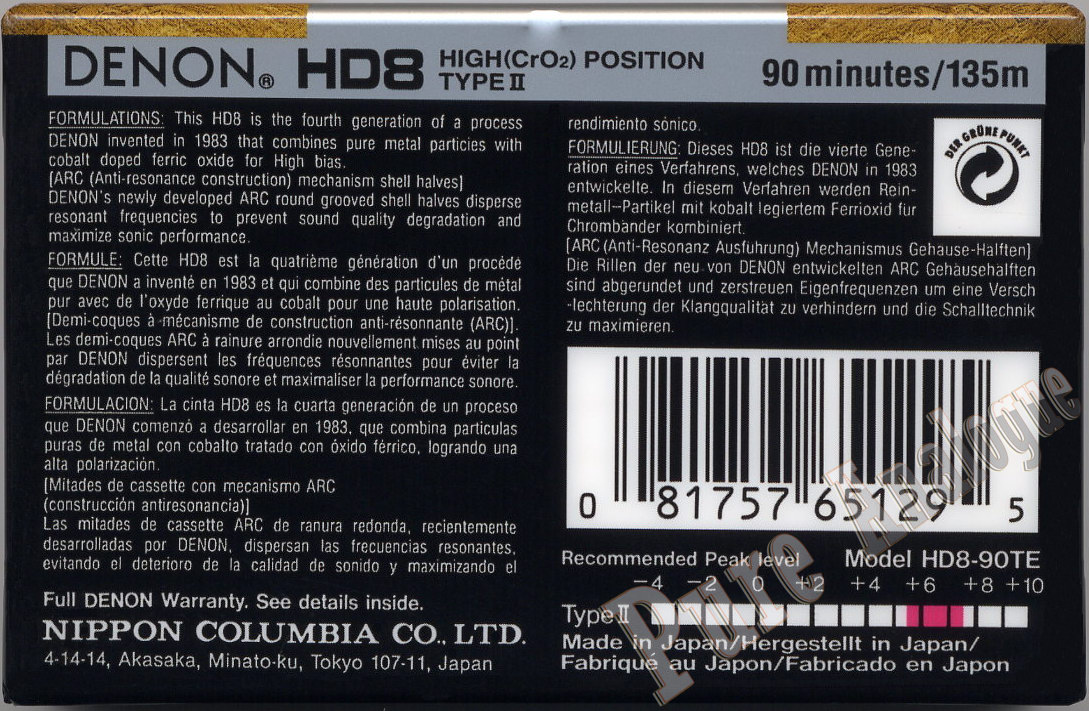 DENON® HD8 HIGH(CrO2) POSITION TYPE II 90 minutes/135m
FORMULATIONS: This HD8 is the fourth generation of a process
DENON invented in 1983 that combines pure metal particies with
cobalt doped ferric oxide for High bias.
[ARC (Anti-resonance construction) mechanism shell halves]
DENON's newly developed ARC round grooved shell halves disperse
resonant frequencies to prevent sound quality degradation and
maximize sonic performance.
FORMULE: Cette HD8 est la quatrième génération d'un procéde
que DENON a inventé en 1983 et qui combine des particules de métal
pur avec de l'oxyde ferrique au cobalt pour une haute polarisation.
[Demi-coques à mécanisme de construction anti-résonnante (ARC)].
Les demi-coques ARC à rainure arrondie nouvellement mises au point
par DENON dispersent les fréquences résonnantes pour éviter la
dégradation de la qualité sonore et maximaliser la performance sonore.
FORMULACION: La cinta HD8 es la cuarta generación de un proceso
que DENON comenzó a desarrollar en 1983, que combina particulas
puras de metal con cobalto tratado con óxido férrico, logrando una
alta polarización.
[Mitades de cassette con mecanismo ARC
(construcción antiresonancia)]
Las mitades de cassette ARC de ranura redonda, recientemente
desarrolladas por DENON, dispersan las frecuencias resonantes,
evitando el deterioro de la calidad de sonido y maximizando el
Full DENON Warranty. See details inside.
NIPPON COLUMBIA CO., LTD.
4-14-14, Akasaka, Minato-ku, Tokyo 107-11, Japan
rendimiento sónico.
FORMULIERUNG: Dieses HD8 ist die vierte Gene-
ration eines Verfahrens, welches DENON in 1983
entwickelte. In diesem Verfahren werden Rein-
metall-Partikel mit kobalt legiertem Ferrioxid für
Chrombänder kombiniert.
[ARC (Anti-Resonanz Ausfuhrung) Mechanismus Gehause-Halften]
Die Rillen der neu von DENON entwickelten ARC Gehäusehalften
sind abgerundet und zerstreuen Eigenfrequenzen um eine Versch
-lechterung der Klangqualität zu verhindern und die Schalltechnik
zu maximieren.
DER GRÜNE PUNKT
0 81757 65129 5
Recommended Peak level Model HD8-90TE
-4 -2 0 +2 +4 +6 +8 +10
Type II
Made in Japan/Hergestellt in Japan/
Fabriqué au Japon/Fabricado en Japon
Pure Analogue